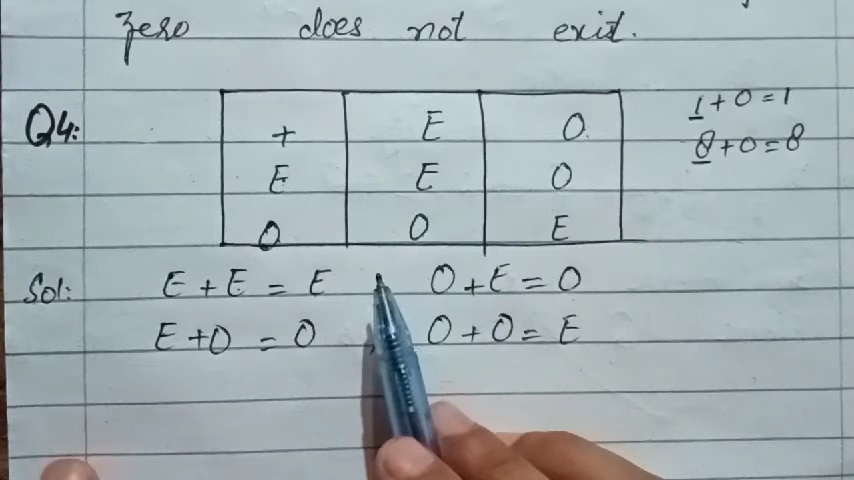 zero does not exist.
Q4: + E O 1+0=1
E E O 8+0=8
O O E
Sol: E + E = E , O + E = O
E + O = O , O + O = E